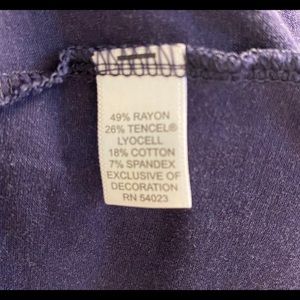 49% RAYON
26% TENCEL®
LYOCELL
18% COTTON
7% SPANDEX
EXCLUSIVE OF
DECORATION
RN 54023